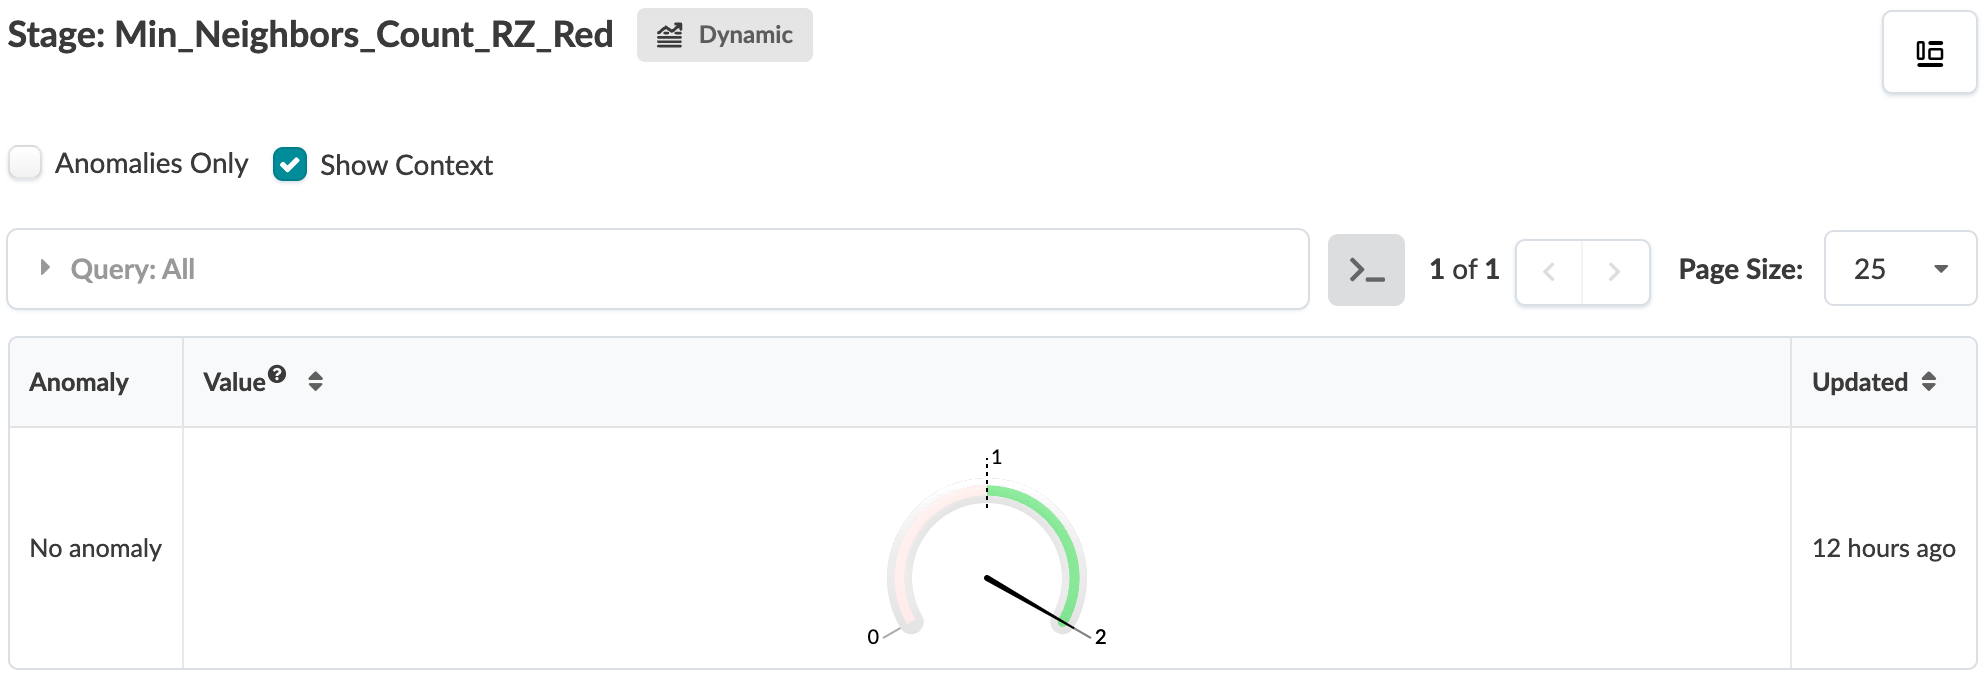 Stage: Min_Neighbors_Count_RZ_Red Dynamic
Anomalies Only Show Context
Query: All >_ 1 of 1 Page Size: 25
Anomaly Value? Updated
1
No anomaly 12 hours ago
0 2